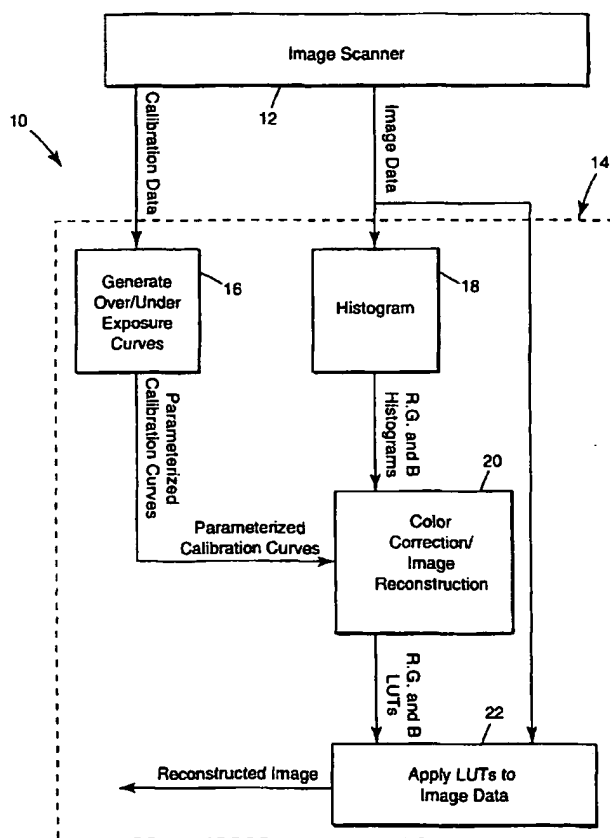 Image Scanner
12
10
Calibration Data
Image Data
14
Generate
Over/Under
Exposure
Curves
16
Histogram
18
Parameterized
Calibration Curves
R.G. and B
Histograms
20
Parameterized
Calibration Curves
Color
Correction/
Image
Reconstruction
R.G. and B
LUTs
22
Reconstructed Image
Apply LUTs to
Image Data